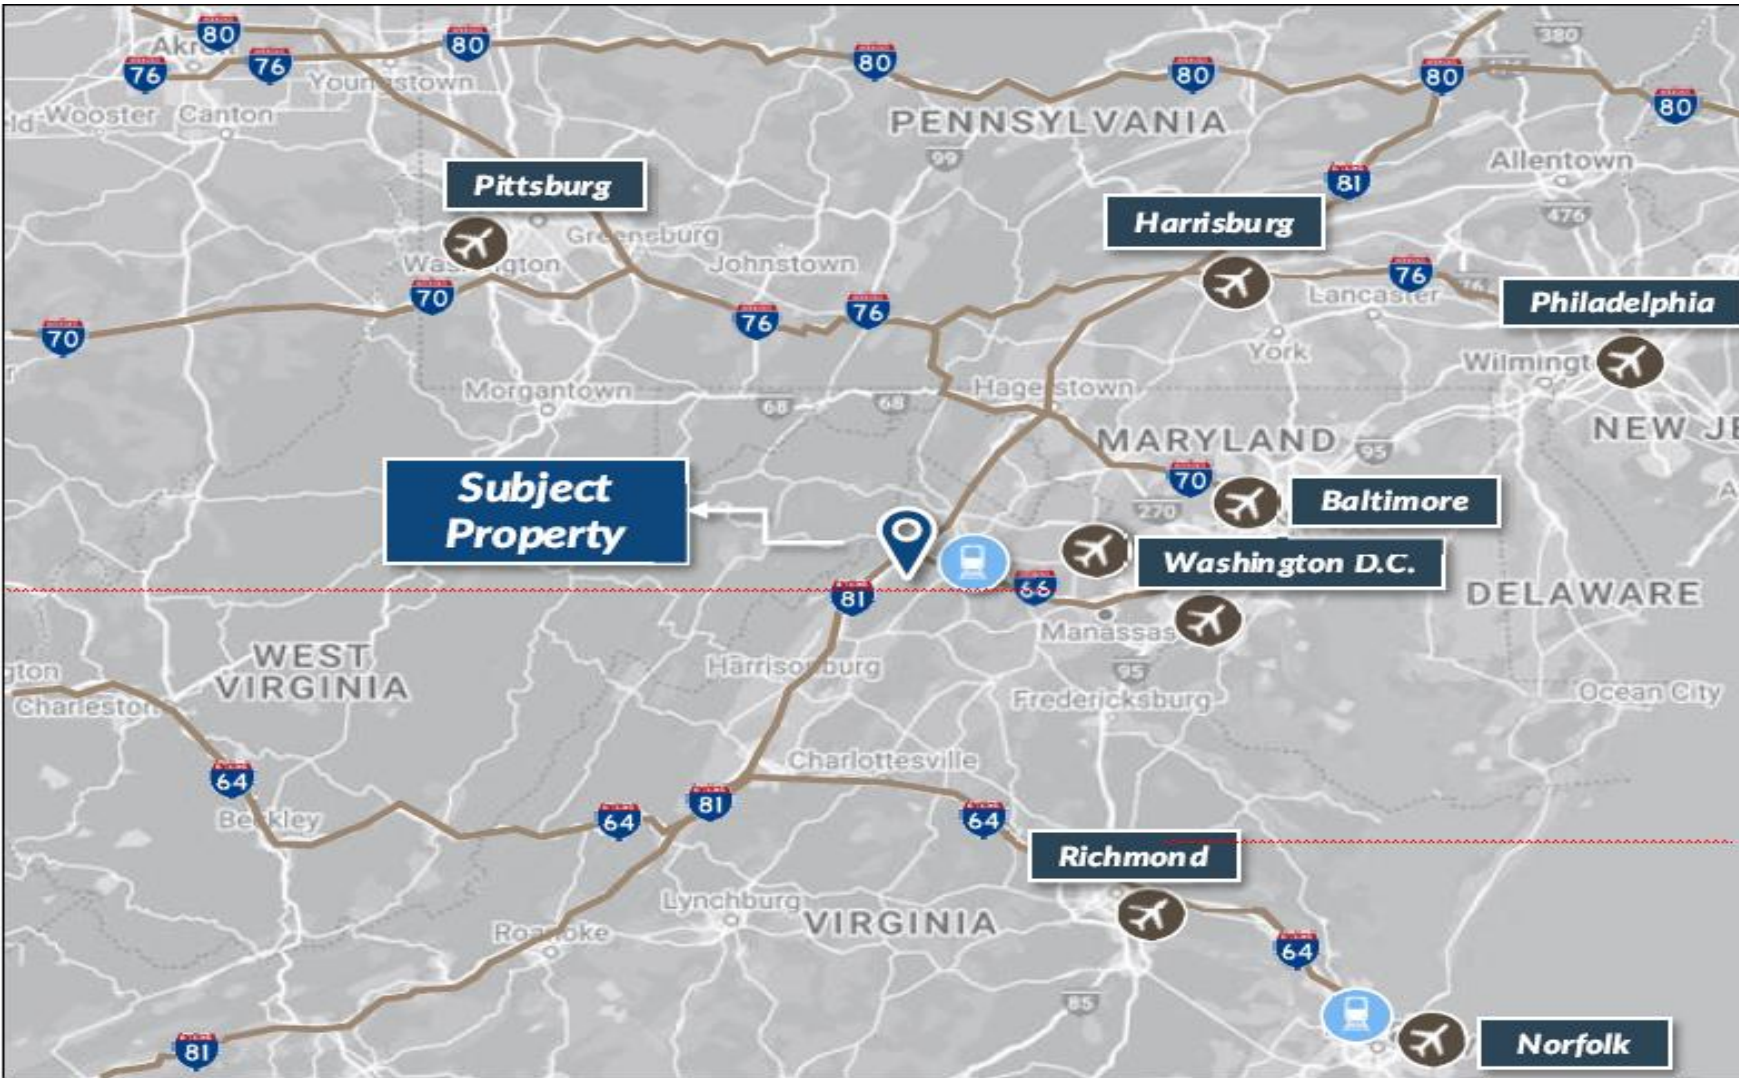 80
380
Akron
76
76
Youngstown
80
80
80
80
80
Wooster
Canton
PENNSYLVANIA
99
Allentown
81
476
Pittsburg
Harrisburg
Greensburg
Washington
Johnstown
70
70
76
76
76
Lancaster
Philadelphia
York
Wilmingt
Morgantown
68
68
Hagerstown
MARYLAND
95
NEW JE
70
270
Baltimore
Subject
Property
Washington D.C.
81
66
DELAWARE
Manassas
WEST
VIRGINIA
Harrisonburg
95
Fredericksburg
Ocean City
gton
Charleston
64
Charlottesville
Beckley
64
81
64
Richmond
Lynchburg
VIRGINIA
Roanoke
64
85
81
Norfolk